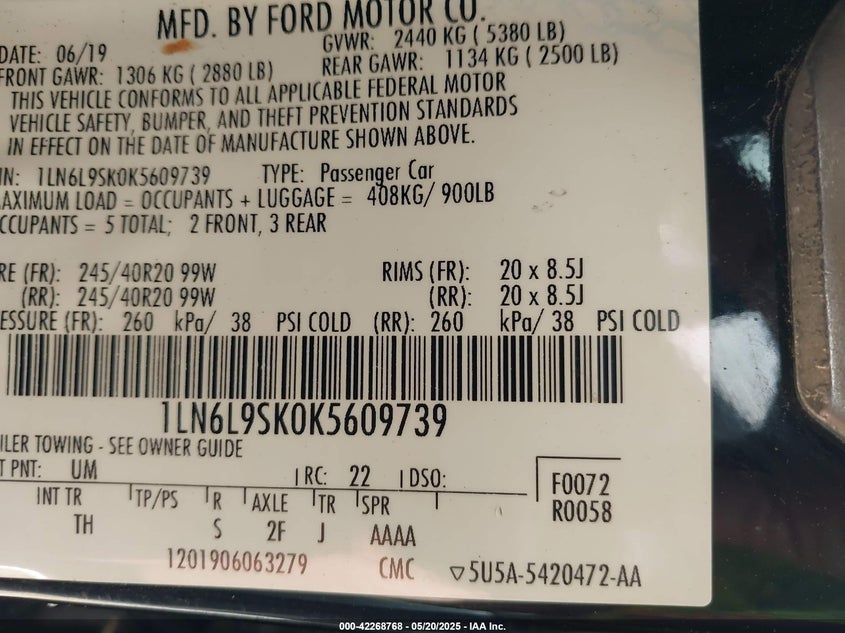 MFD. BY FORD MOTOR CO.
DATE: 06/19 GVWR: 2440 KG ( 5380 LB)
FRONT GAWR: 1306 KG ( 2880 LB) REAR GAWR: 1134 KG ( 2500 LB)
THIS VEHICLE CONFORMS TO ALL APPLICABLE FEDERAL MOTOR
VEHICLE SAFETY, BUMPER, AND THEFT PREVENTION STANDARDS
IN EFFECT ON THE DATE OF MANUFACTURE SHOWN ABOVE.
IN: 1LN6L9SK0K5609739 TYPE: Passenger Car
AXIMUM LOAD = OCCUPANTS + LUGGAGE = 408KG/ 900LB
CCUPANTS = 5 TOTAL; 2 FRONT, 3 REAR
RE (FR): 245/40R20 99W RIMS (FR): 20 x 8.5J
(RR): 245/40R20 99W (RR): 20 x 8.5J
ESSURE (FR): 260 kPa/ 38 PSI COLD (RR): 260 kPa/ 38 PSI COLD
1LN6L9SK0K5609739
ILER TOWING - SEE OWNER GUIDE
T PNT: UM RC: 22 DSO:
INT TR TP/PS R AXLE TR SPR
TH S 2F J AAAA
F0072
R0058
1201906063279 CMC ▽5U5A-5420472-AA
000-42268768 - 05/20/2025 - IAA Inc.